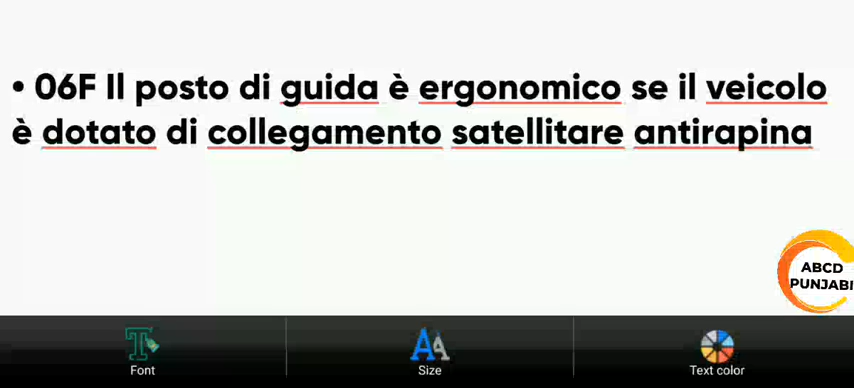 • 06F Il posto di guida è ergonomico se il veicolo
è dotato di collegamento satellitare antirapina
ABCD
PUNJABI
Font
Size
Text color